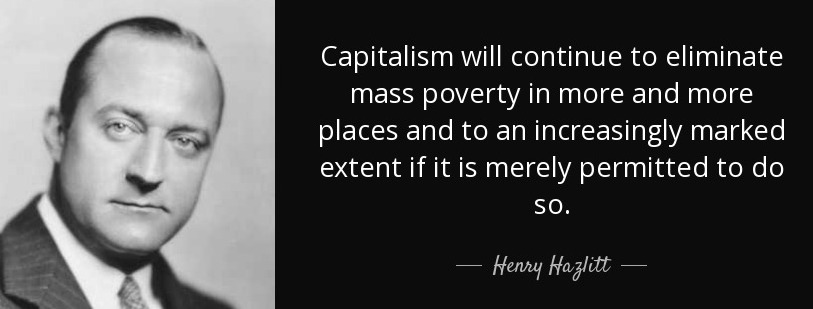 Capitalism will continue to eliminate
mass poverty in more and more
places and to an increasingly marked
extent if it is merely permitted to do
so.
Henry Hazlitt